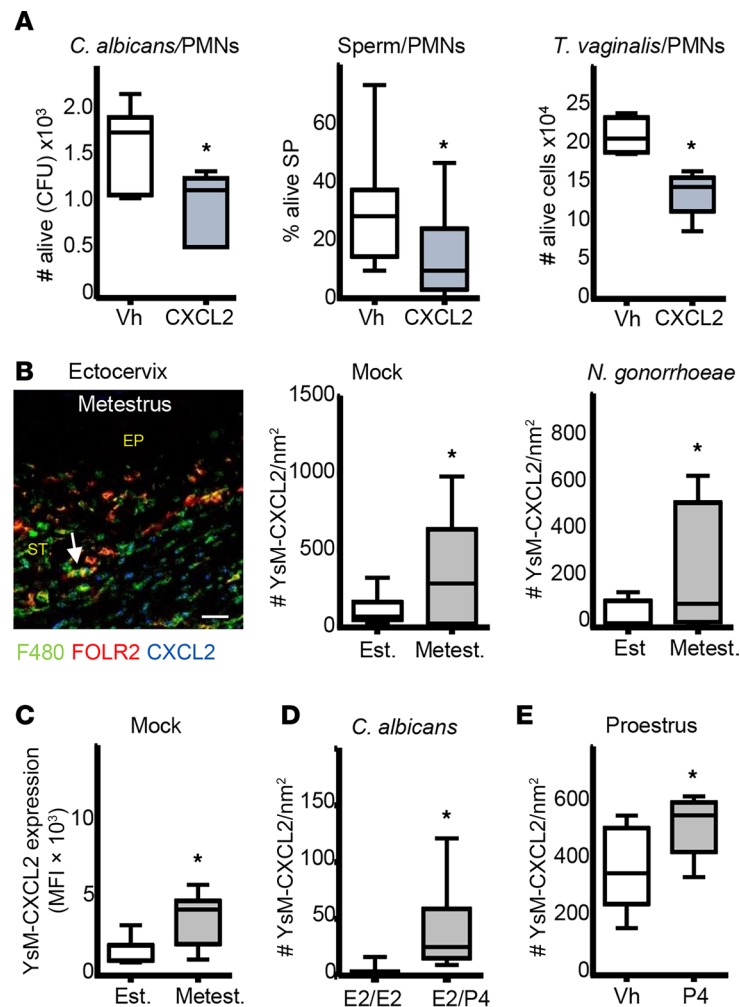 A
C. albicans/PMNs
# alive (CFU) x10³
2.0
1.5
1.0
0.5
0
*
Vh CXCL2
Sperm/PMNs
% alive SP
60
40
20
0
*
Vh CXCL2
T. vaginalis/PMNs
# alive cells x10⁴
25
20
15
10
5
0
*
Vh CXCL2
B
Ectocervix
Metestrus
EP
ST
F480 FOLR2 CXCL2
Mock
# YsM-CXCL2/nm²
1500
1000
500
0
*
Est. Metest.
N. gonorrhoeae
# YsM-CXCL2/nm²
800
600
400
200
0
*
Est Metest.
C
Mock
YsM-CXCL2 expression
(MFI × 10³)
10
5
0
*
Est. Metest.
D
C. albicans
# YsM-CXCL2/nm²
150
100
50
0
*
E2/E2 E2/P4
E
Proestrus
# YsM-CXCL2/nm²
600
400
200
0
*
Vh P4